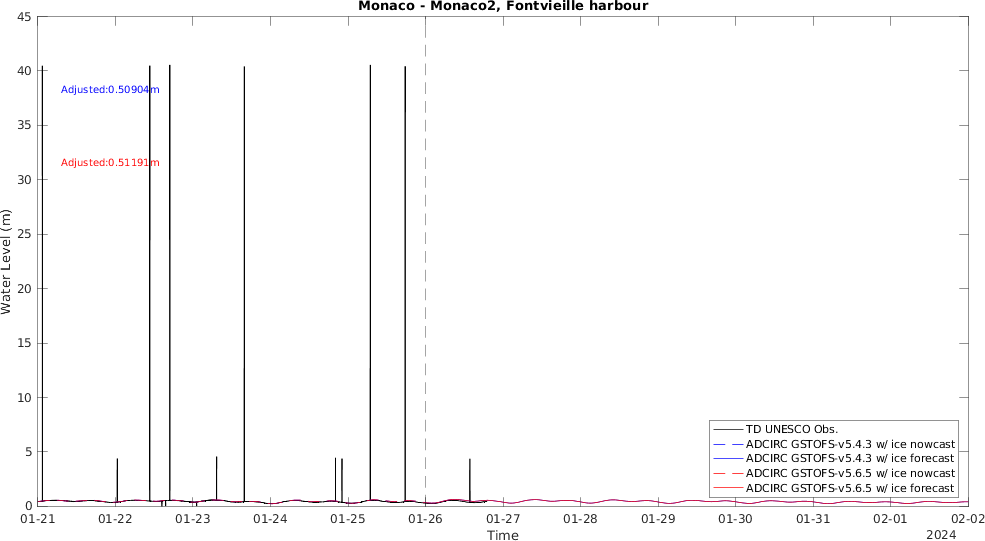 Monaco - Monaco2, Fontvieille harbour
45
40
35
30
25
20
15
10
5
0
Water Level (m)
Adjusted:0.50904m
Adjusted:0.51191m
TD UNESCO Obs.
ADCIRC GSTOFS-v5.4.3 w/ ice nowcast
ADCIRC GSTOFS-v5.4.3 w/ ice forecast
ADCIRC GSTOFS-v5.6.5 w/ ice nowcast
ADCIRC GSTOFS-v5.6.5 w/ ice forecast
01-21 01-22 01-23 01-24 01-25 01-26 01-27 01-28 01-29 01-30 01-31 02-01 02-02
Time
2024